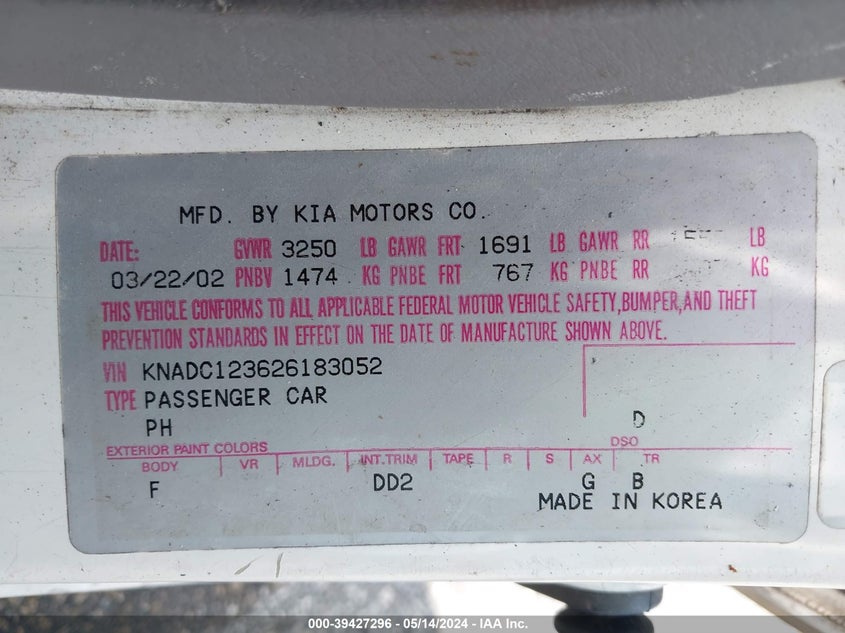 MFD. BY KIA MOTORS CO.
DATE: GVWR 3250 LB GAWR FRT 1691 LB GAWR RR LB
03/22/02 PNBV 1474 KG PNBE FRT 767 KG PNBE RR KG
THIS VEHICLE CONFORMS TO ALL APPLICABLE FEDERAL MOTOR VEHICLE SAFETY,BUMPER,AND THEFT
PREVENTION STANDARDS IN EFFECT ON THE DATE OF MANUFACTURE SHOWN ABOVE.
VIN KNADC123626183052
TYPE PASSENGER CAR
PH D
EXTERIOR PAINT COLORS DSO
BODY VR MLDG. INT.TRIM TAPE R S AX TR
F DD2 G B
MADE IN KOREA
000-39427296 - 05/14/2024 - IAA Inc.